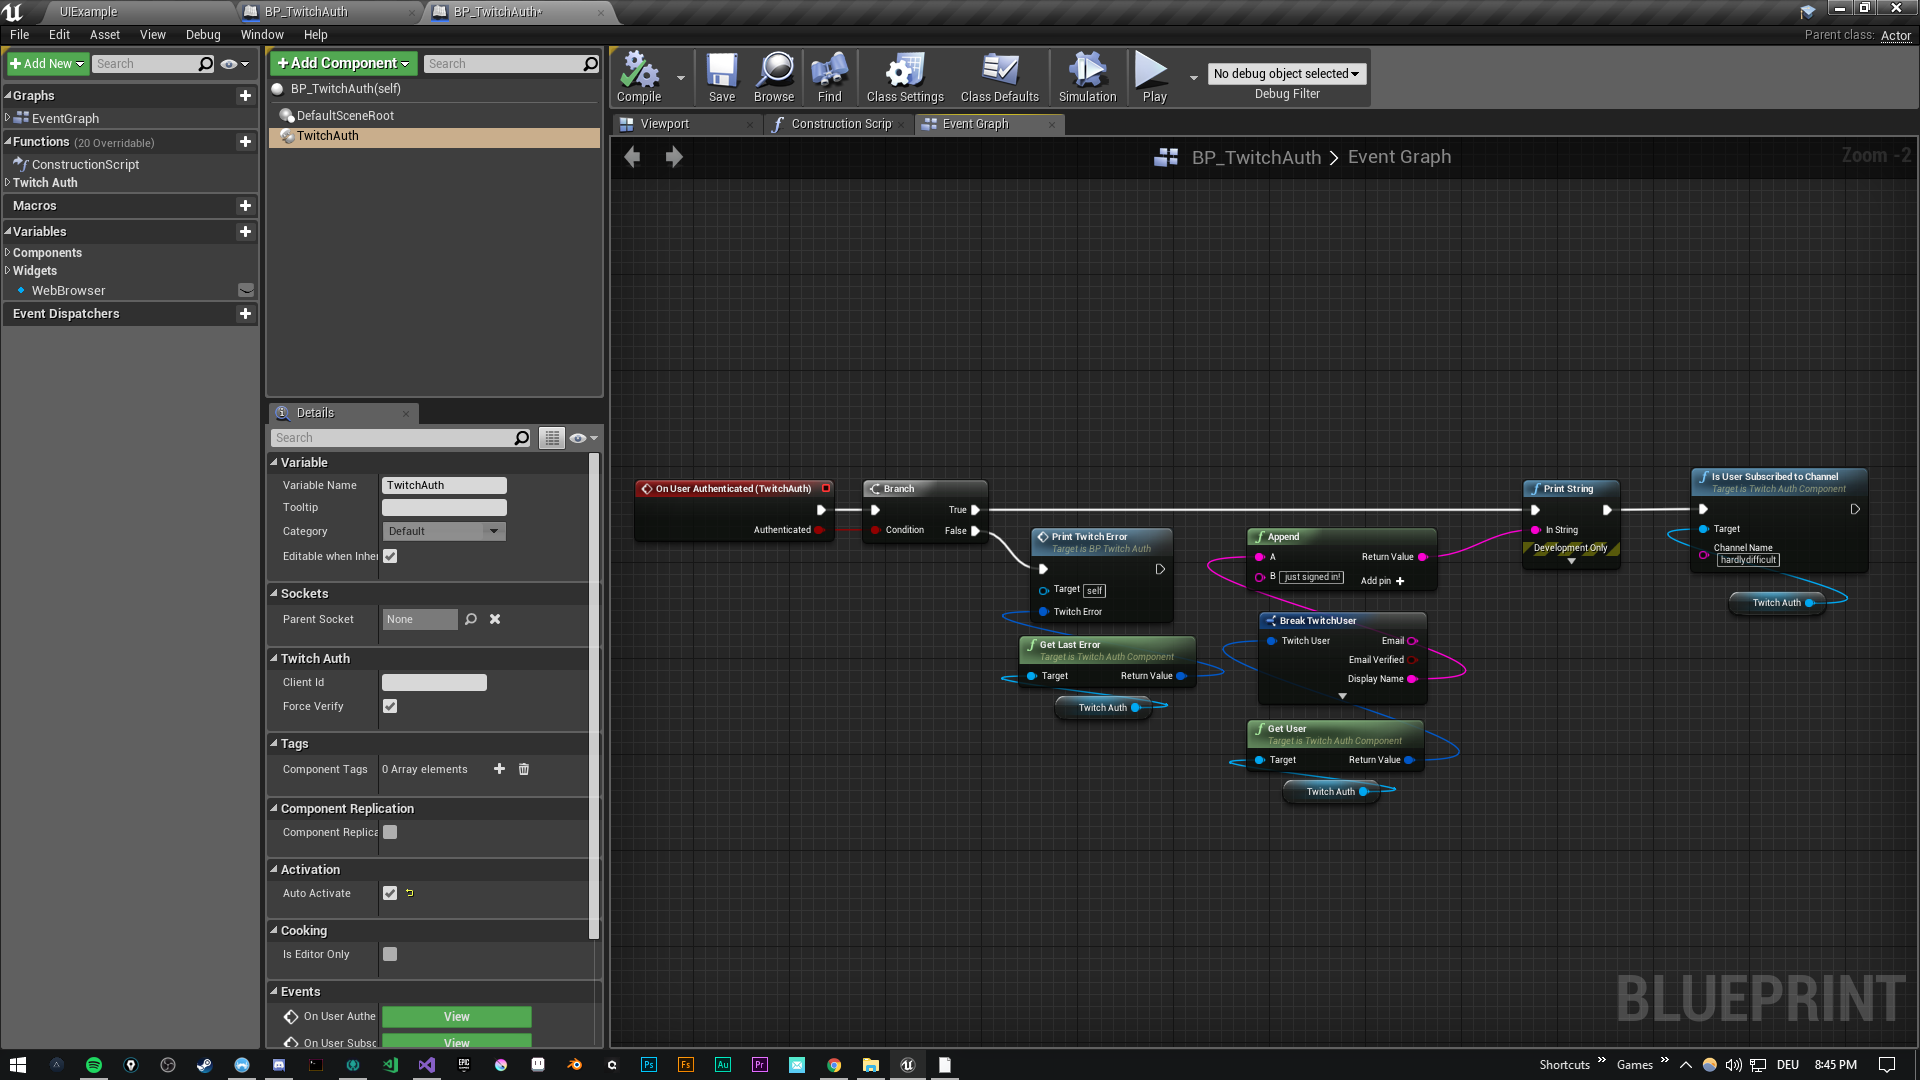 UIExample
BP_TwitchAuth
BP_TwitchAuth*
File Edit Asset View Debug Window Help
Parent class: Actor
Add New
Search
Graphs
EventGraph
Functions (20 Overridable)
ConstructionScript
Twitch Auth
Macros
Variables
Components
Widgets
WebBrowser
Event Dispatchers
+Add Component
Search
BP_TwitchAuth(self)
DefaultSceneRoot
TwitchAuth
Details
Search
Variable
Variable Name TwitchAuth
Tooltip
Category Default
Editable when Inher
Sockets
Parent Socket None
Twitch Auth
Client Id
Force Verify
Tags
Component Tags 0 Array elements
Component Replication
Component Replica
Activation
Auto Activate
Cooking
Is Editor Only
Events
On User Authe View
On User Subsc View
Compile
Save
Browse
Find
Class Settings
Class Defaults
Simulation
Play
No debug object selected
Debug Filter
Viewport
Construction Scrip
Event Graph
BP_TwitchAuth > Event Graph
Zoom -2
On User Authenticated (TwitchAuth)
Authenticated
Branch
True
Condition False
Print Twitch Error
Target is BP Twitch Auth
Target self
Twitch Error
Get Last Error
Target is Twitch Auth Component
Target Return Value
Twitch Auth
Append
A Return Value
B just signed in! Add pin +
Break TwitchUser
Twitch User Email
Email Verified
Display Name
Get User
Target is Twitch Auth Component
Target Return Value
Twitch Auth
Print String
In String
Development Only
Is User Subscribed to Channel
Target is Twitch Auth Component
Target
Channel Name
hardlydifficult
Twitch Auth
BLUEPRINT
Shortcuts
Games
DEU
8:45 PM